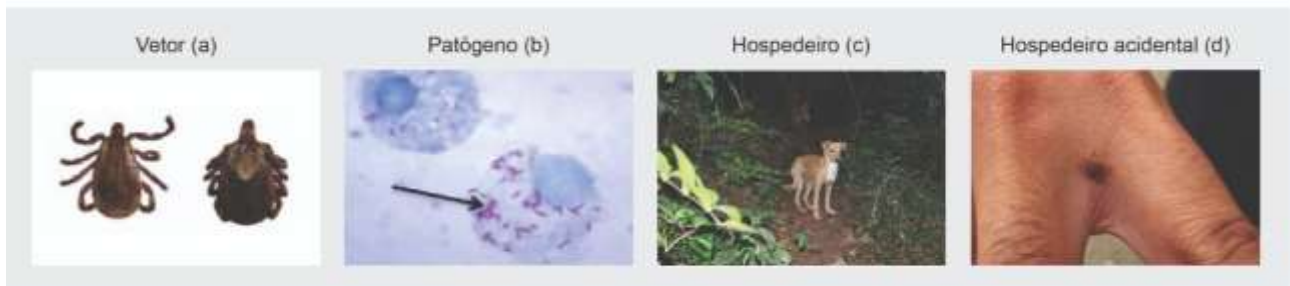 Vetor (a)
Patógeno (b)
Hospedeiro (c)
Hospedeiro acidental (d)